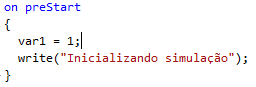 on preStart
{
var1 = 1;
write("Inicializando simulação");
}